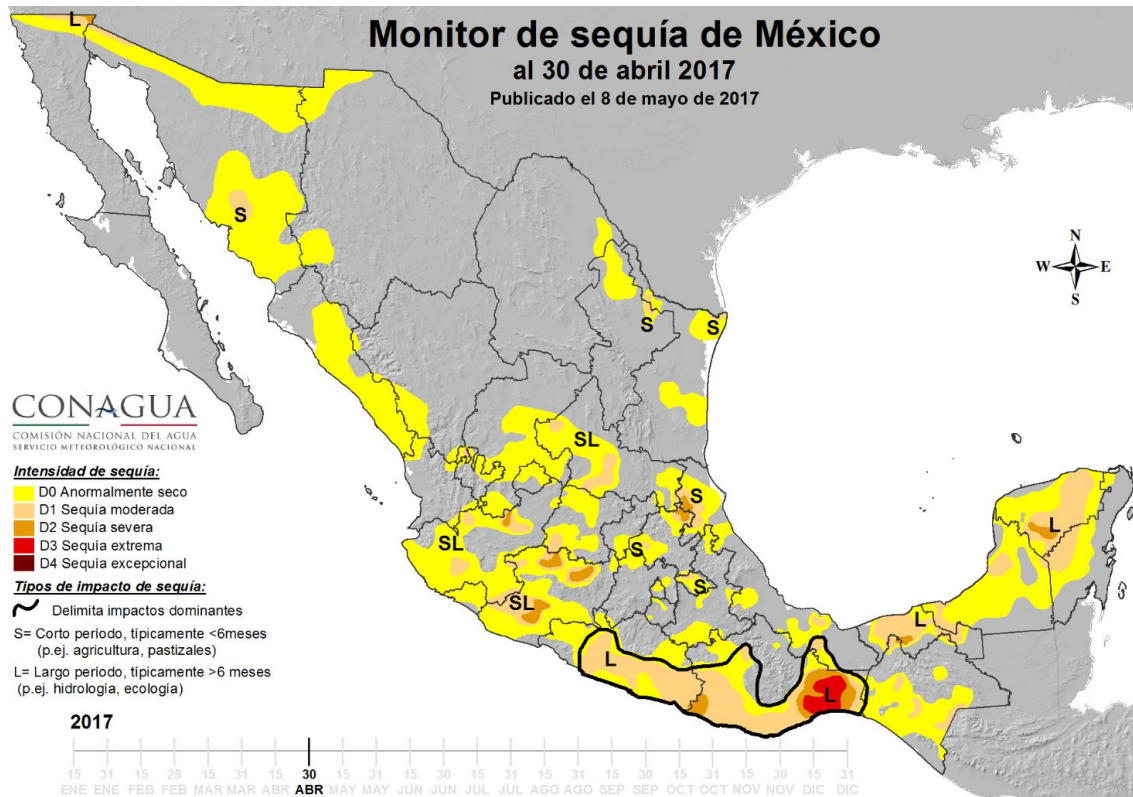 Monitor de sequía de México
al 30 de abril 2017
Publicado el 8 de mayo de 2017
N
W E
S
L
S
S
S
SL
S
SL
S
S
SL
L
L
L
L
CONAGUA
COMISIÓN NACIONAL DEL AGUA
SERVICIO METEOROLÓGICO NACIONAL
Intensidad de sequía:
D0 Anormalmente seco
D1 Sequía moderada
D2 Sequía severa
D3 Sequía extrema
D4 Sequía excepcional
Tipos de impacto de sequía:
Delimita impactos dominantes
S= Corto período, típicamente <6meses
(p.ej. agricultura, pastizales)
L= Largo período, típicamente >6 meses
(p.ej. hidrología, ecología)
2017
15 31 15 28 15 31 15 30 15 31 15 30 15 31 15 31 15 30 15 31 15 30 15 31
ENE ENE FEB FEB MAR MAR ABR ABR MAY MAY JUN JUN JUL JUL AGO AGO SEP SEP OCT OCT NOV NOV DIC DIC